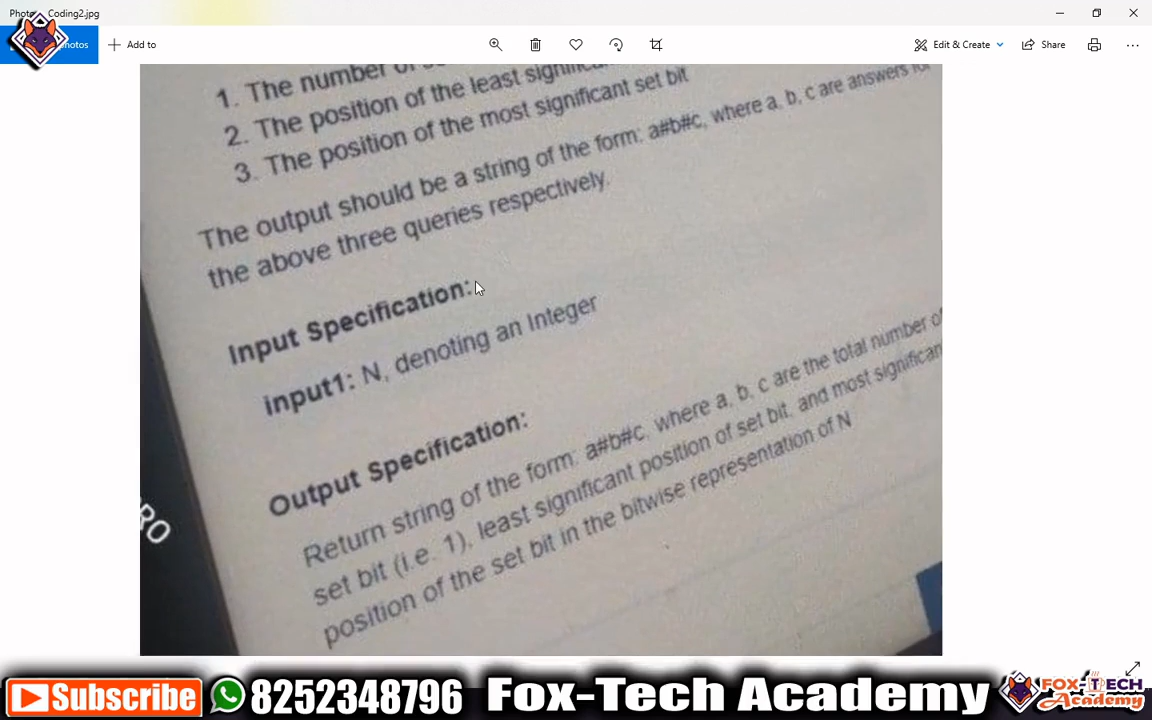 Coding2.jpg
Add to
Edit & Create
Share
1. The number of
2. The position of the least
3. The position of the most significant set bit
The output should be a string of the form: a#b#c, where a, b, c are answers for
the above three queries respectively.
Input Specification:
input1: N, denoting an Integer
Output Specification:
Return string of the form: a#b#c, where a, b, c are the total number of
set bit (i.e. 1), least significant position of set bit, and most significan
position of the set bit in the bitwise representation of N
RO
Subscribe
8252348796
Fox-Tech Academy
FOX-TECH
Academy